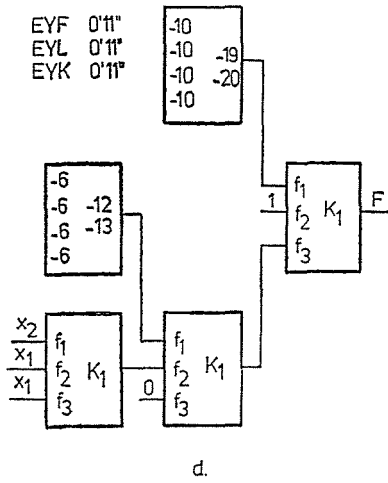 EYF 0'11"
EYL 0'11"
EYK 0'11"
-10
-10 -19
-10 -20
-10
-6
-6 -12
-6 -13
-6
f₁
1 f₂ K₁ F
f₃
x₂ f₁
x₁ f₂ K₁
x₁ f₃
f₁
f₂ K₁
0 f₃
d.